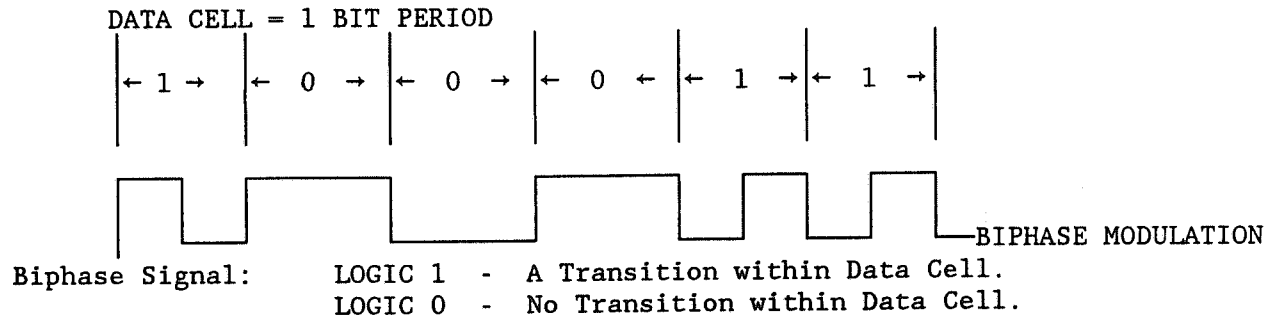 DATA CELL = 1 BIT PERIOD
← 1 → ← 0 → ← 0 → ← 0 ← ← 1 → ← 1 →
BIPHASE MODULATION
Biphase Signal: LOGIC 1 - A Transition within Data Cell.
LOGIC 0 - No Transition within Data Cell.